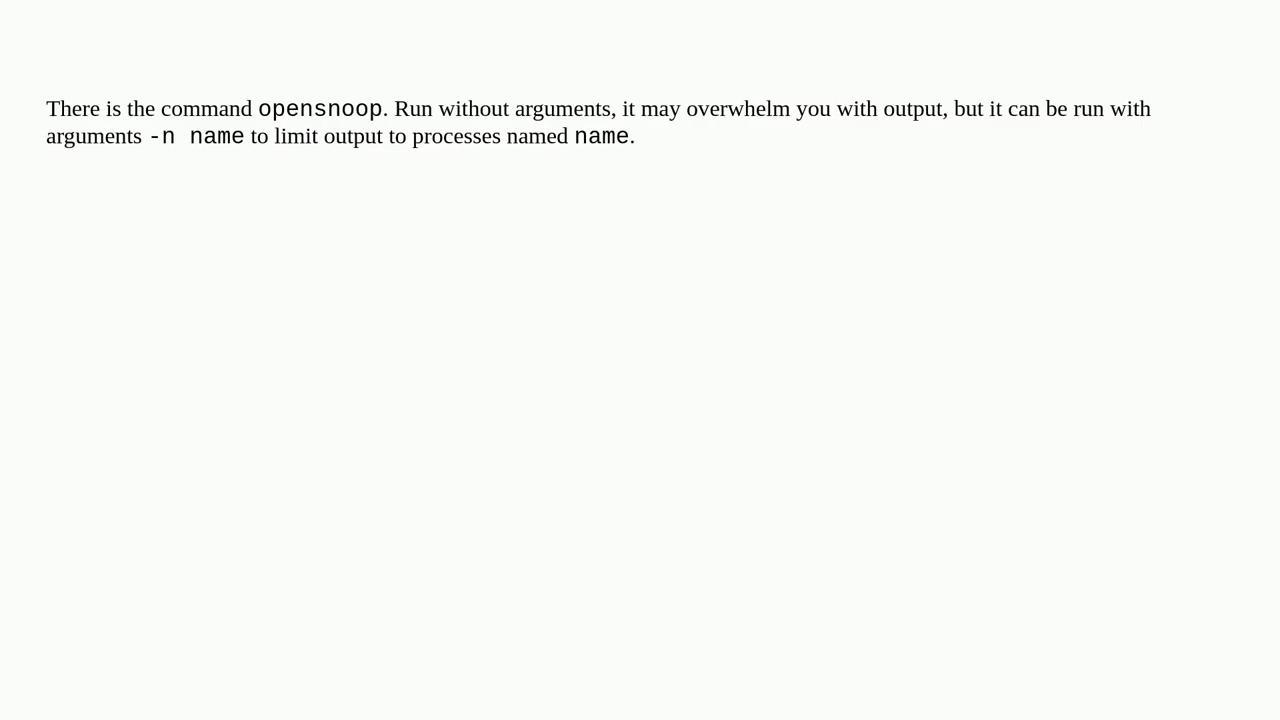 There is the command opensnoop. Run without arguments, it may overwhelm you with output, but it can be run with
arguments -n name to limit output to processes named name.